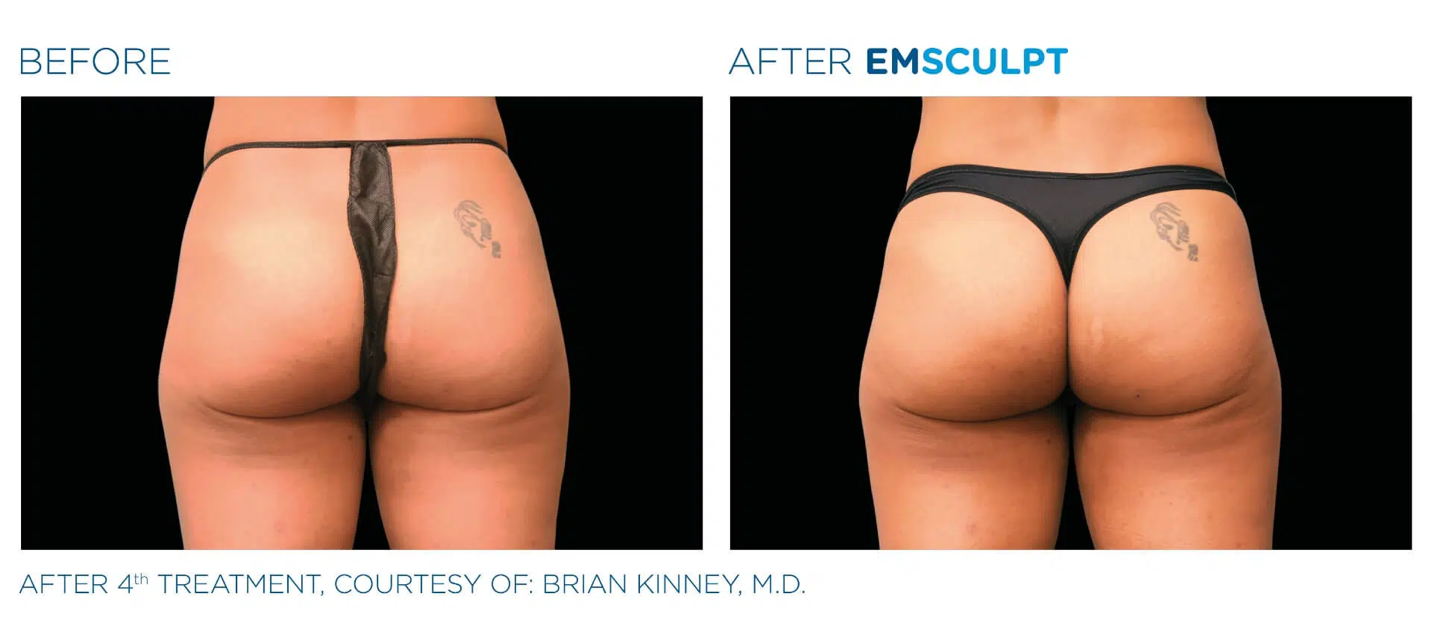 BEFORE
AFTER EMSCULPT
AFTER 4th TREATMENT, COURTESY OF: BRIAN KINNEY, M.D.